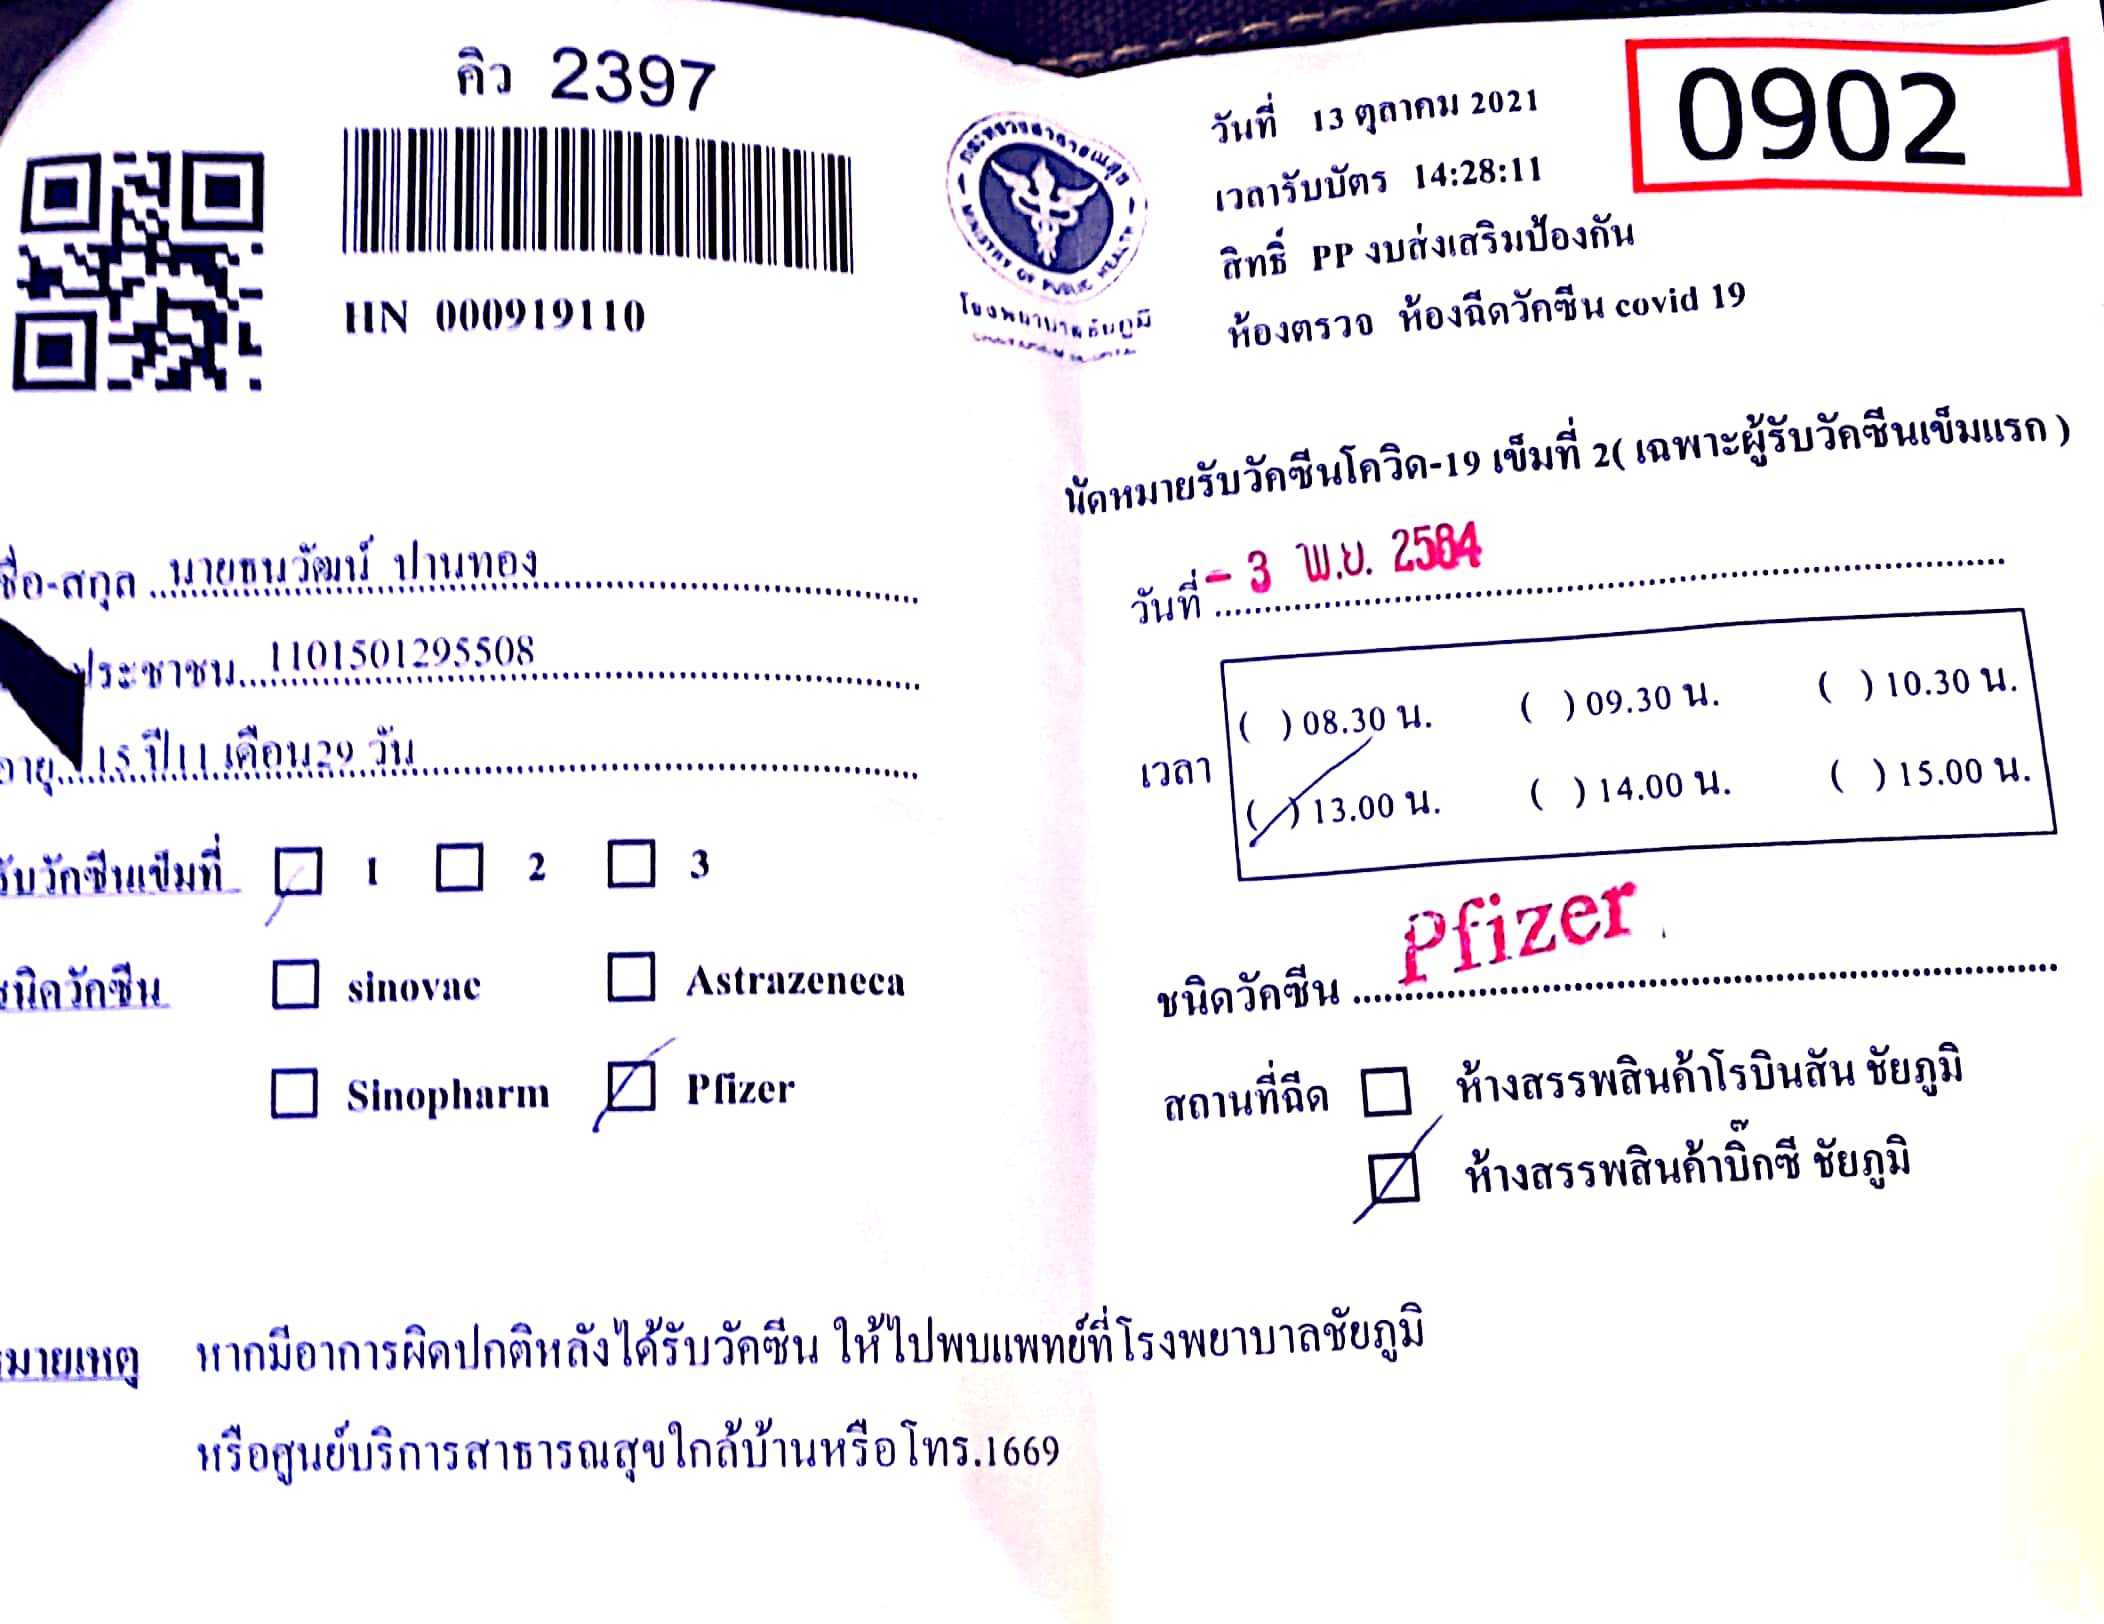 คิว 2397
0902
HN 000919110
กระทรวงสาธารณสุข
MINISTRY OF PUBLIC HEALTH
โรงพยาบาลชัยภูมิ
วันที่ 13 ตุลาคม 2021
เวลารับบัตร 14:28:11
สิทธิ์ PP งบส่งเสริมป้องกัน
ห้องตรวจ ห้องฉีดวัคซีน covid 19
ชื่อ-สกุล นายธนวัฒน์ ปานทอง
ประชาชน 1101501295508
อายุ 15 ปี 11 เดือน 29 วัน
รับวัคซีนเข็มที่ 1 2 3
ชนิดวัคซีน sinovac Astrazeneca
Sinopharm Pfizer
นัดหมายรับวัคซีนโควิด-19 เข็มที่ 2( เฉพาะผู้รับวัคซีนเข็มแรก )
วันที่ - 3 พ.ย. 2564
เวลา
( ) 08.30 น. ( ) 09.30 น. ( ) 10.30 น.
( ) 13.00 น. ( ) 14.00 น. ( ) 15.00 น.
ชนิดวัคซีน Pfizer
สถานที่ฉีด ห้างสรรพสินค้าโรบินสัน ชัยภูมิ
ห้างสรรพสินค้าบิ๊กซี ชัยภูมิ
หมายเหตุ หากมีอาการผิดปกติหลังได้รับวัคซีน ให้ไปพบแพทย์ที่โรงพยาบาลชัยภูมิ
หรือศูนย์บริการสาธารณสุขใกล้บ้านหรือโทร.1669